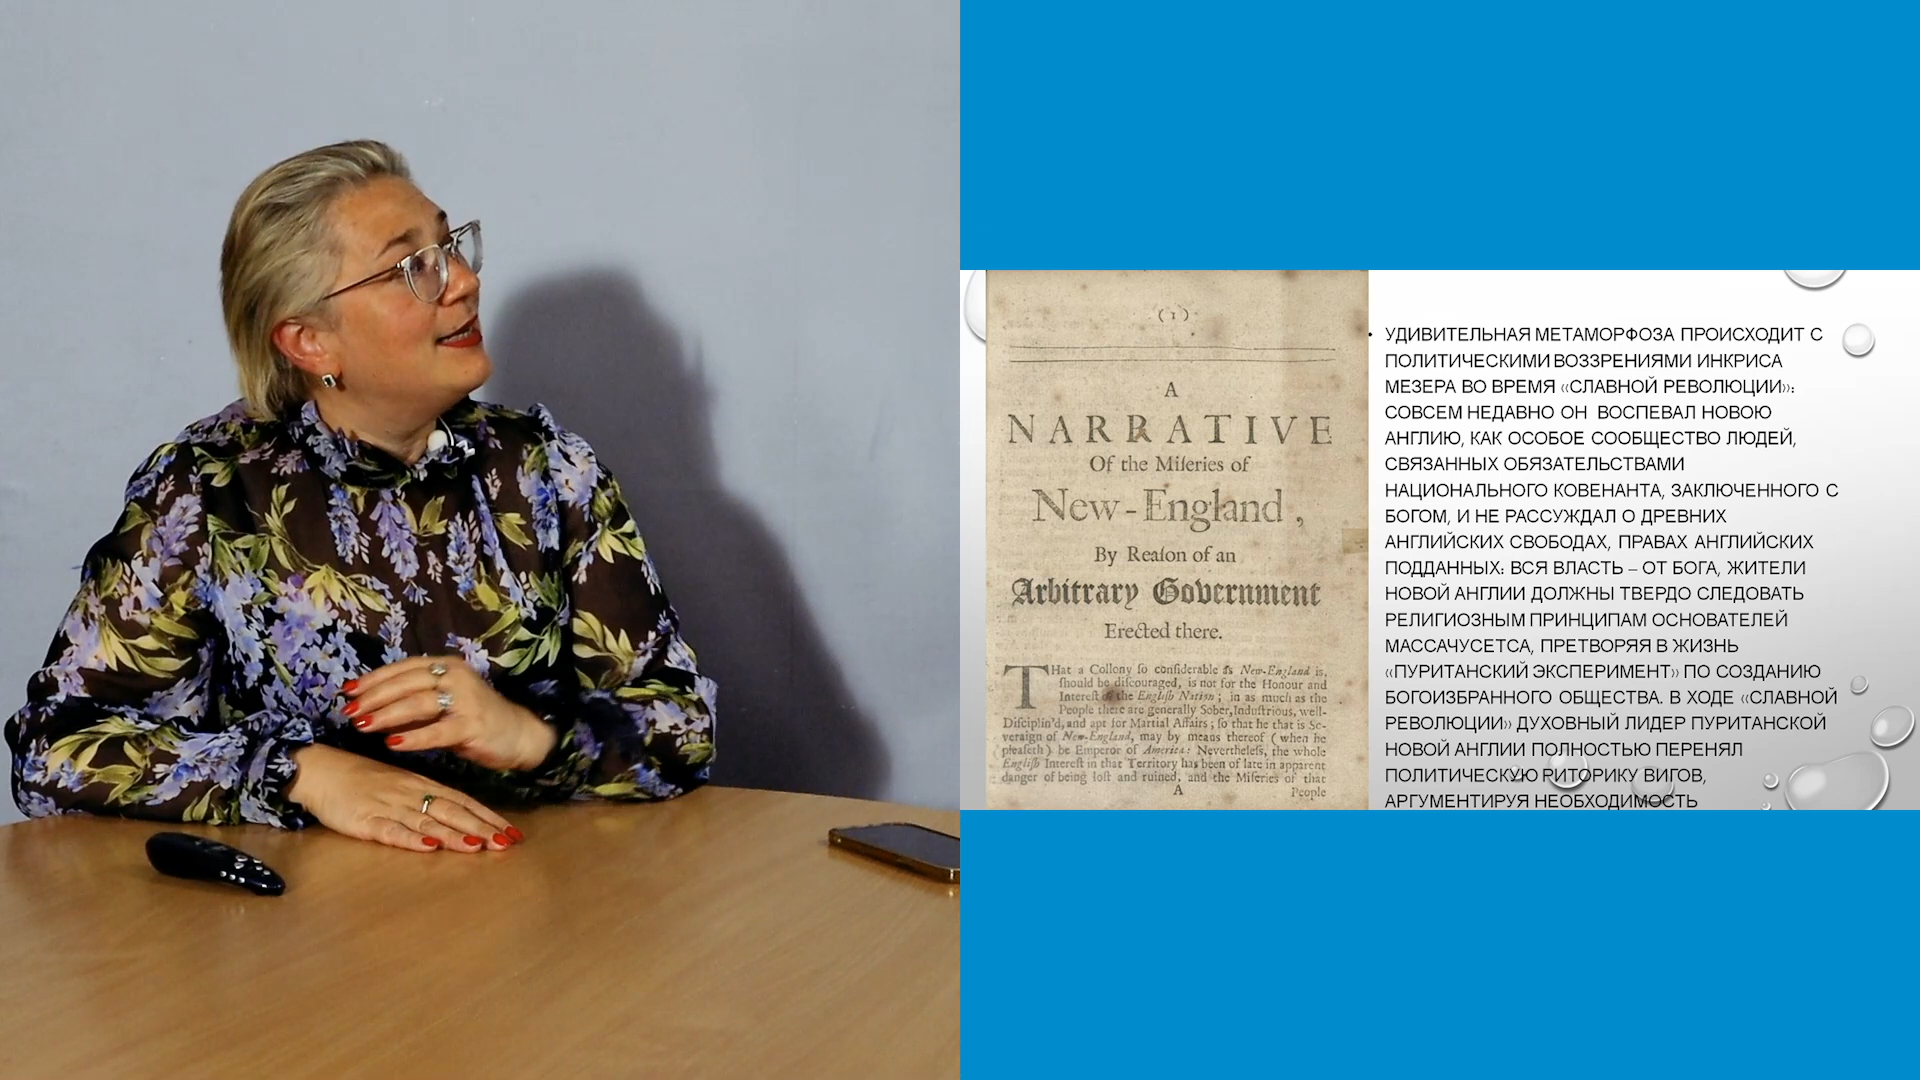 (1)
A
NARRATIVE
Of the Miſeries of
New-England,
By Reaſon of an
Arbitrary Government
Erected there.
THat a Collony ſo conſiderable as New-England is,
ſhould be diſcouraged, is not for the Honour and
Intereſt of the Engliſh Nation; in as much as the
People there are generally Sober, Induſtrious, well-
Diſciplin'd, and apt for Martial Affairs; ſo that he that is So-
veraign of New-England, may by means thereof (when he
pleaſeth) be Emperor of America: Nevertheleſs, the whole
Engliſh Intereſt in that Territory has been of late in apparent
danger of being loſt and ruined, and the Miſeries of that
A
People
• УДИВИТЕЛЬНАЯ МЕТАМОРФОЗА ПРОИСХОДИТ С
ПОЛИТИЧЕСКИМИ ВОЗЗРЕНИЯМИ ИНКРИСА
МЕЗЕРА ВО ВРЕМЯ «СЛАВНОЙ РЕВОЛЮЦИИ»:
СОВСЕМ НЕДАВНО ОН ВОСПЕВАЛ НОВОЮ
АНГЛИЮ, КАК ОСОБОЕ СООБЩЕСТВО ЛЮДЕЙ,
СВЯЗАННЫХ ОБЯЗАТЕЛЬСТВАМИ
НАЦИОНАЛЬНОГО КОВЕНАНТА, ЗАКЛЮЧЕННОГО С
БОГОМ, И НЕ РАССУЖДАЛ О ДРЕВНИХ
АНГЛИЙСКИХ СВОБОДАХ, ПРАВАХ АНГЛИЙСКИХ
ПОДДАННЫХ: ВСЯ ВЛАСТЬ – ОТ БОГА, ЖИТЕЛИ
НОВОЙ АНГЛИИ ДОЛЖНЫ ТВЕРДО СЛЕДОВАТЬ
РЕЛИГИОЗНЫМ ПРИНЦИПАМ ОСНОВАТЕЛЕЙ
МАССАЧУСЕТСА, ПРЕТВОРЯЯ В ЖИЗНЬ
«ПУРИТАНСКИЙ ЭКСПЕРИМЕНТ» ПО СОЗДАНИЮ
БОГОИЗБРАННОГО ОБЩЕСТВА. В ХОДЕ «СЛАВНОЙ
РЕВОЛЮЦИИ» ДУХОВНЫЙ ЛИДЕР ПУРИТАНСКОЙ
НОВОЙ АНГЛИИ ПОЛНОСТЬЮ ПЕРЕНЯЛ
ПОЛИТИЧЕСКУЮ РИТОРИКУ ВИГОВ,
АРГУМЕНТИРУЯ НЕОБХОДИМОСТЬ